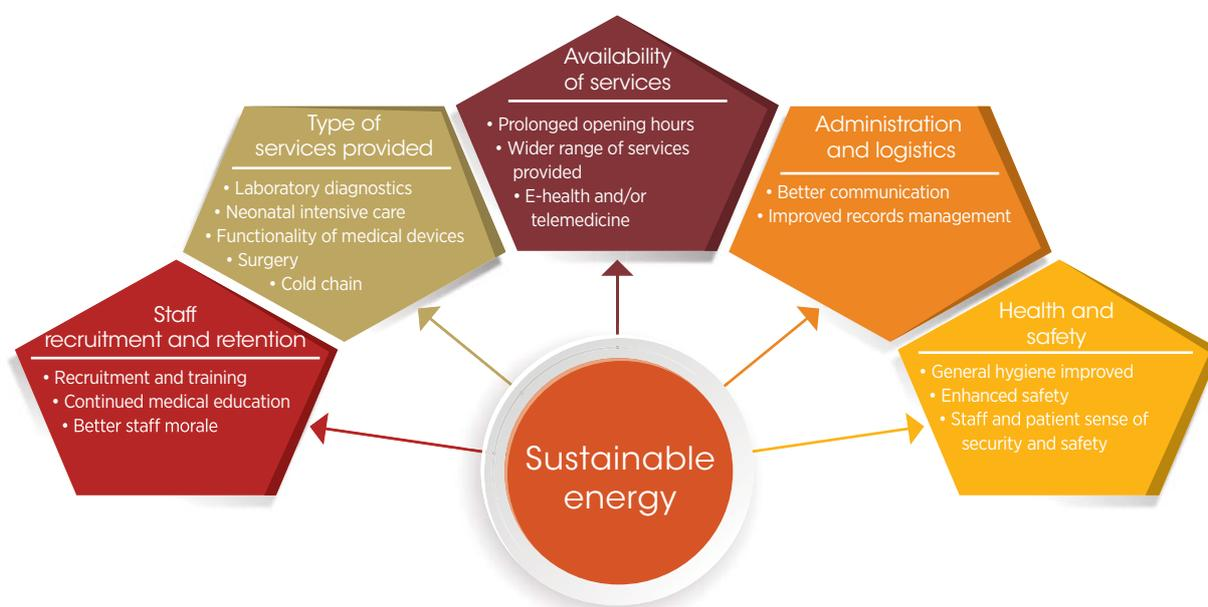 Staff
recruitment and retention
• Recruitment and training
• Continued medical education
• Better staff morale
Type of
services provided
• Laboratory diagnostics
• Neonatal intensive care
• Functionality of medical devices
• Surgery
• Cold chain
Availability
of services
• Prolonged opening hours
• Wider range of services
provided
• E-health and/or
telemedicine
Administration
and logistics
• Better communication
• Improved records management
Health and
safety
• General hygiene improved
• Enhanced safety
• Staff and patient sense of
security and safety
Sustainable
energy